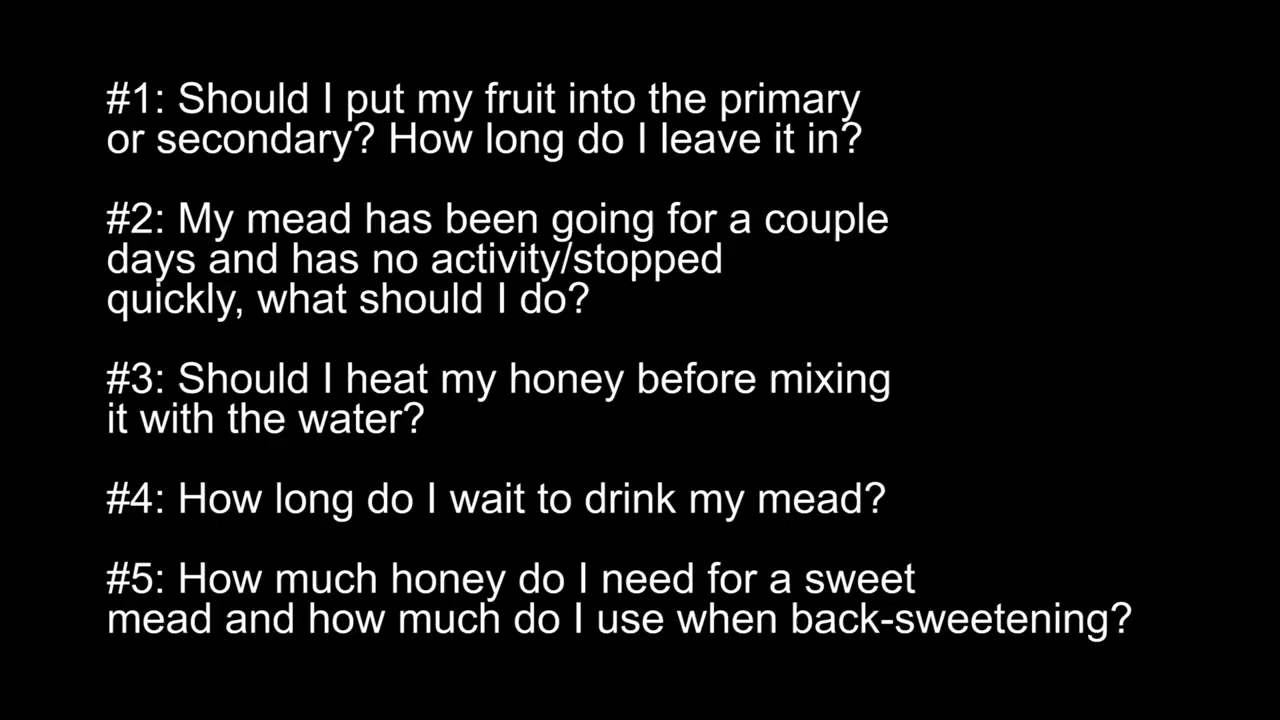 #1: Should I put my fruit into the primary
or secondary? How long do I leave it in?
#2: My mead has been going for a couple
days and has no activity/stopped
quickly, what should I do?
#3: Should I heat my honey before mixing
it with the water?
#4: How long do I wait to drink my mead?
#5: How much honey do I need for a sweet
mead and how much do I use when back-sweetening?